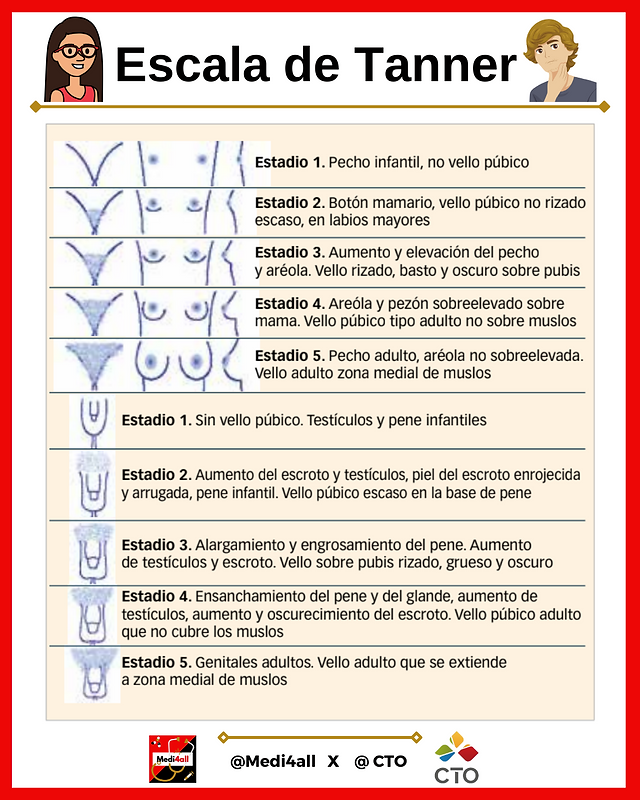 Escala de Tanner
Estadio 1. Pecho infantil, no vello púbico
Estadio 2. Botón mamario, vello púbico no rizado
escaso, en labios mayores
Estadio 3. Aumento y elevación del pecho
y aréola. Vello rizado, basto y oscuro sobre pubis
Estadio 4. Areóla y pezón sobreelevado sobre
mama. Vello púbico tipo adulto no sobre muslos
Estadio 5. Pecho adulto, aréola no sobreelevada.
Vello adulto zona medial de muslos
Estadio 1. Sin vello púbico. Testículos y pene infantiles
Estadio 2. Aumento del escroto y testículos, piel del escroto enrojecida
y arrugada, pene infantil. Vello púbico escaso en la base de pene
Estadio 3. Alargamiento y engrosamiento del pene. Aumento
de testículos y escroto. Vello sobre pubis rizado, grueso y oscuro
Estadio 4. Ensanchamiento del pene y del glande, aumento de
testículos, aumento y oscurecimiento del escroto. Vello púbico adulto
que no cubre los muslos
Estadio 5. Genitales adultos. Vello adulto que se extiende
a zona medial de muslos
Medi4all
@Medi4all X @ CTO
CTO